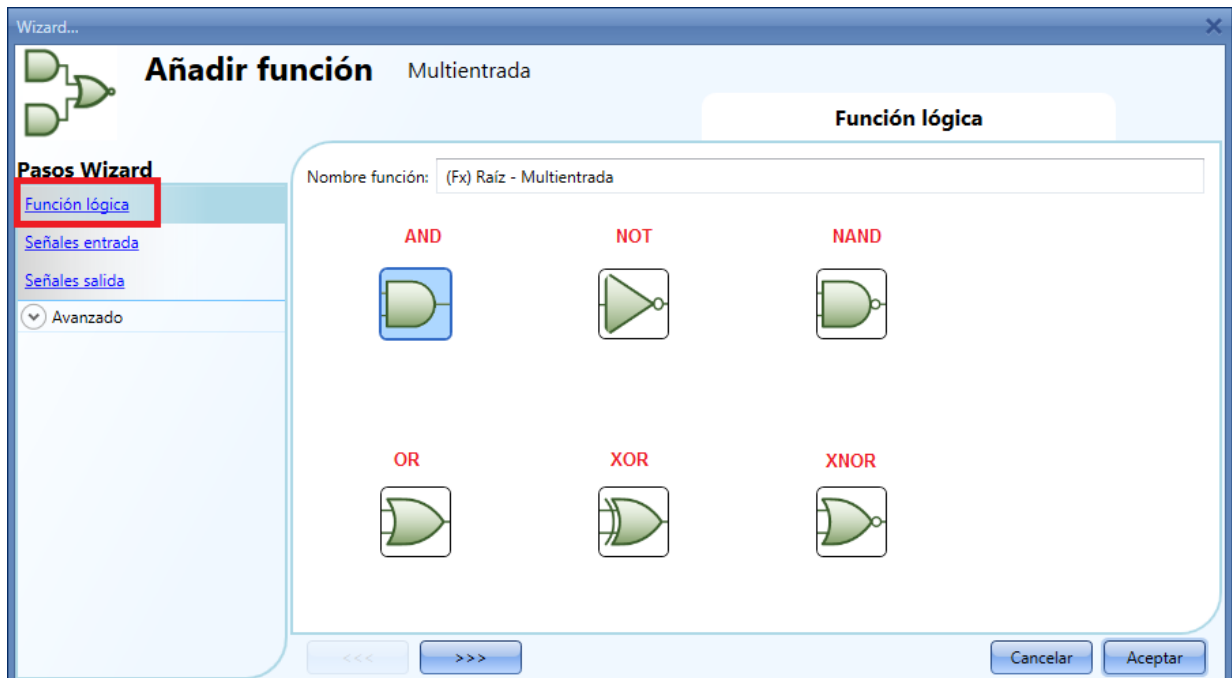 Wizard...
Añadir función Multientrada
Función lógica
Pasos Wizard
Función lógica
Señales entrada
Señales salida
Avanzado
Nombre función: (Fx) Raíz - Multientrada
AND NOT NAND
OR XOR XNOR
<<< >>> Cancelar Aceptar